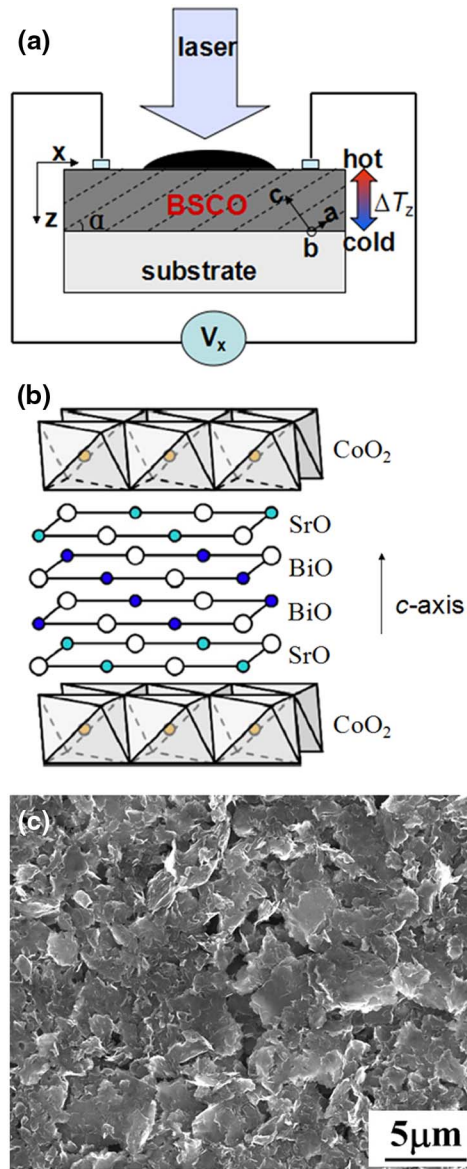 (a)
laser
x
hot
c
BSCO
ΔTz
z
α
a
b
cold
substrate
Vx
(b)
CoO2
SrO
BiO
BiO
c-axis
SrO
CoO2
(c)
5μm